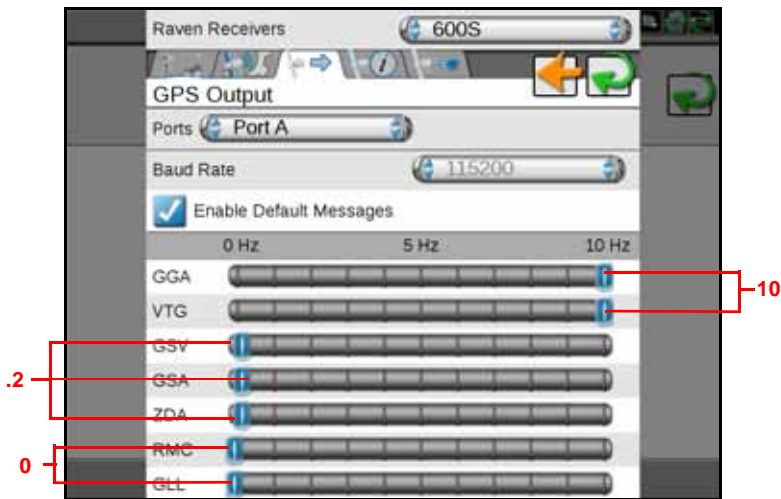 Raven Receivers 600S
GPS Output
Ports Port A
Baud Rate 115200
Enable Default Messages
0 Hz 5 Hz 10 Hz
GGA
10
VTG
GSV
.2
GSA
ZDA
RMC
0
GLL